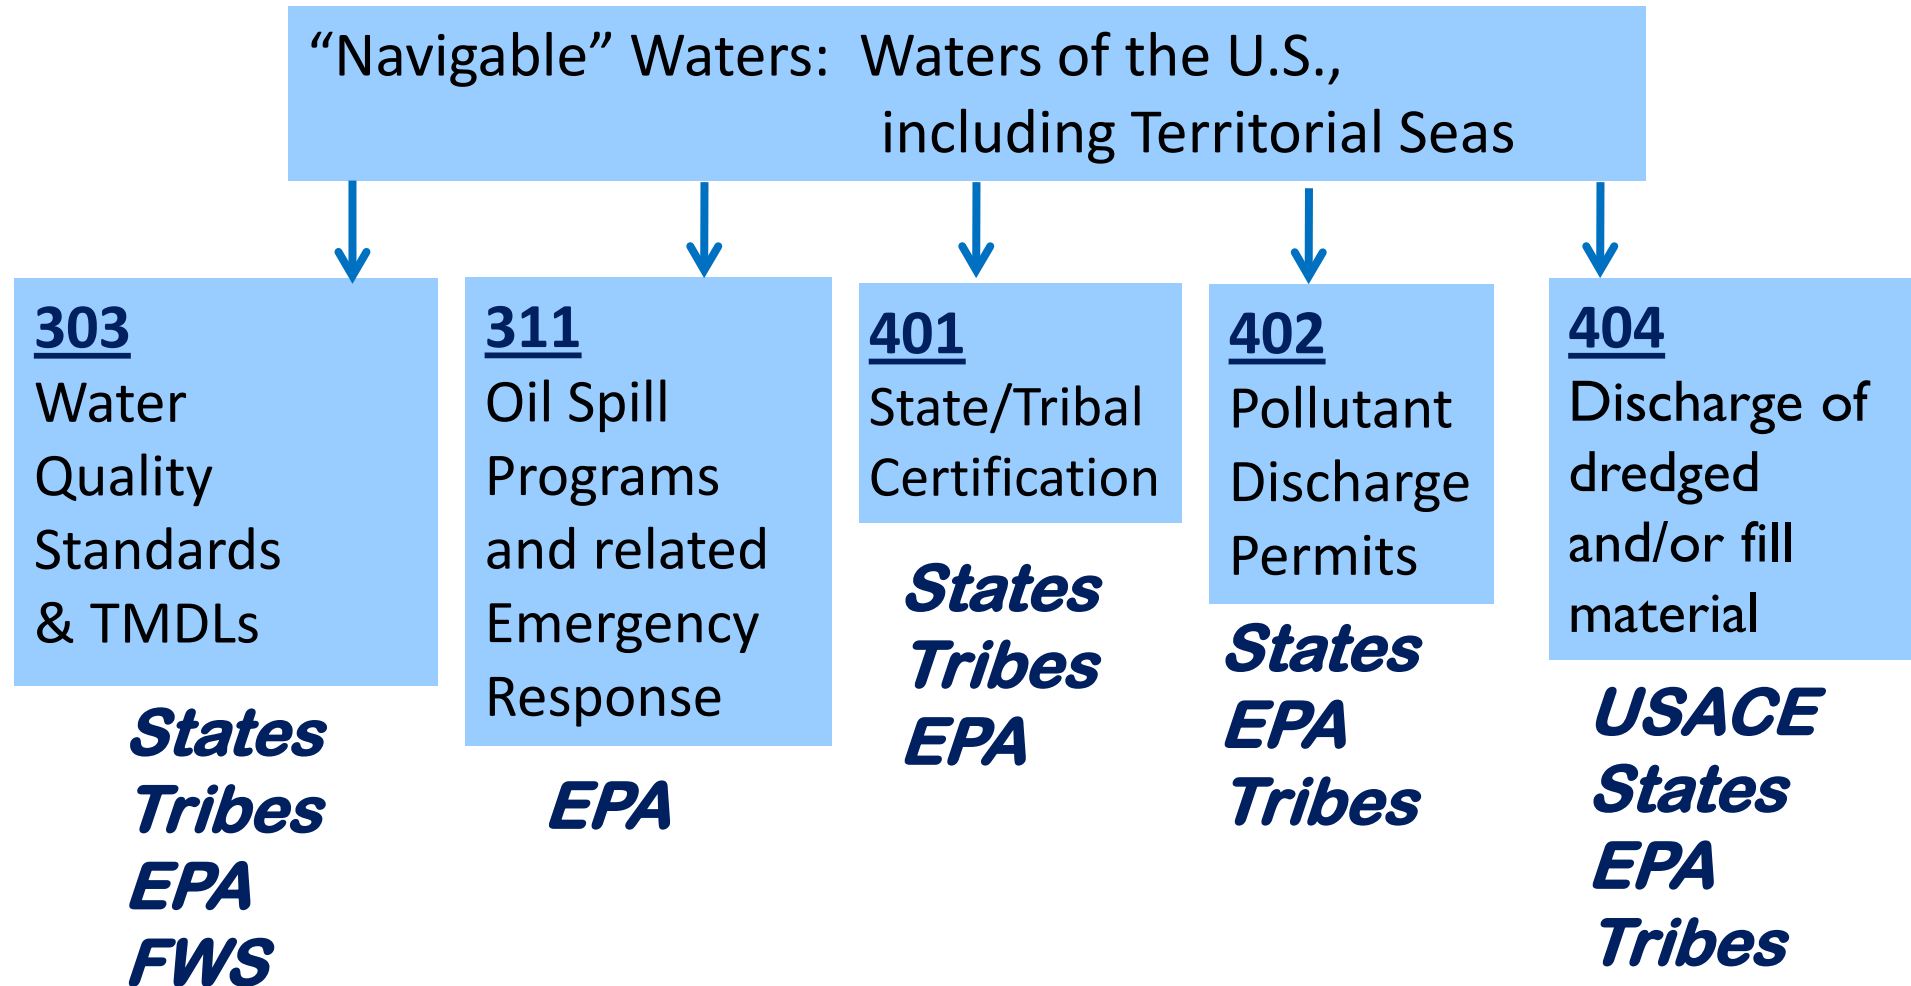 “Navigable” Waters:  Waters of the U.S.,
including Territorial Seas
303
Water
Quality
Standards
& TMDLs
States
Tribes
EPA
FWS
311
Oil Spill
Programs
and related
Emergency
Response
EPA
401
State/Tribal
Certification
States
Tribes
EPA
402
Pollutant
Discharge
Permits
States
EPA
Tribes
404
Discharge of
dredged
and/or fill
material
USACE
States
EPA
Tribes